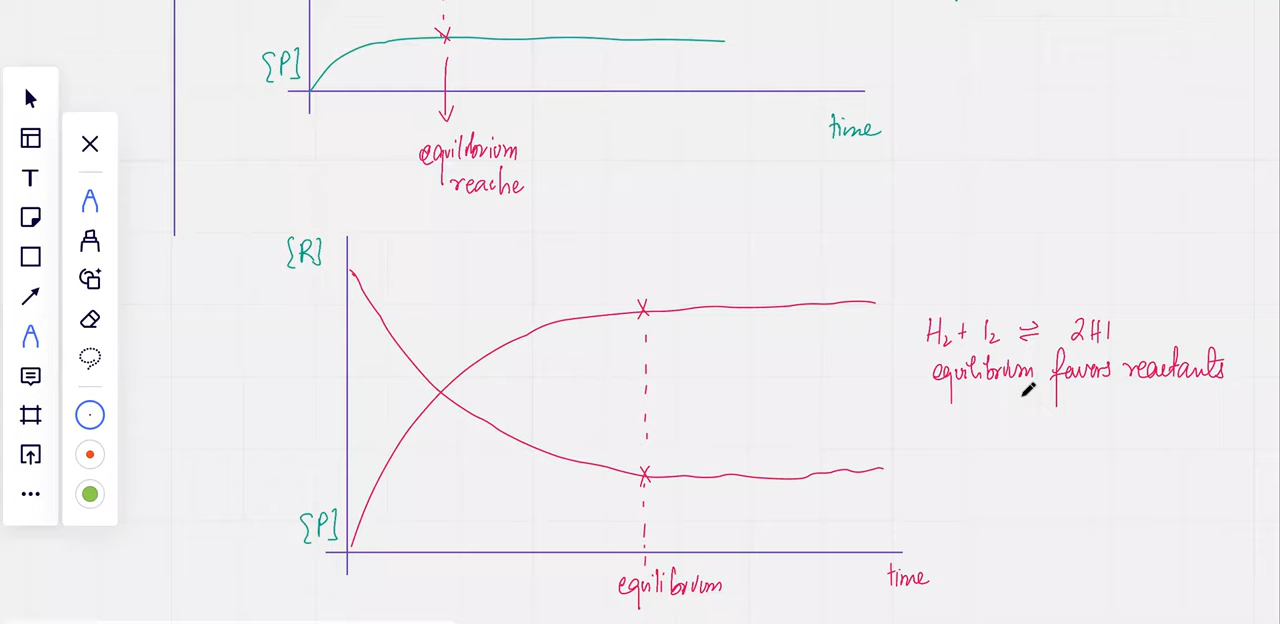 [P]
time
equilibrium
reache
[R]
H₂ + I₂ ⇌ 2HI
equilibrium favors reactants
[P]
time
equilibrium
T